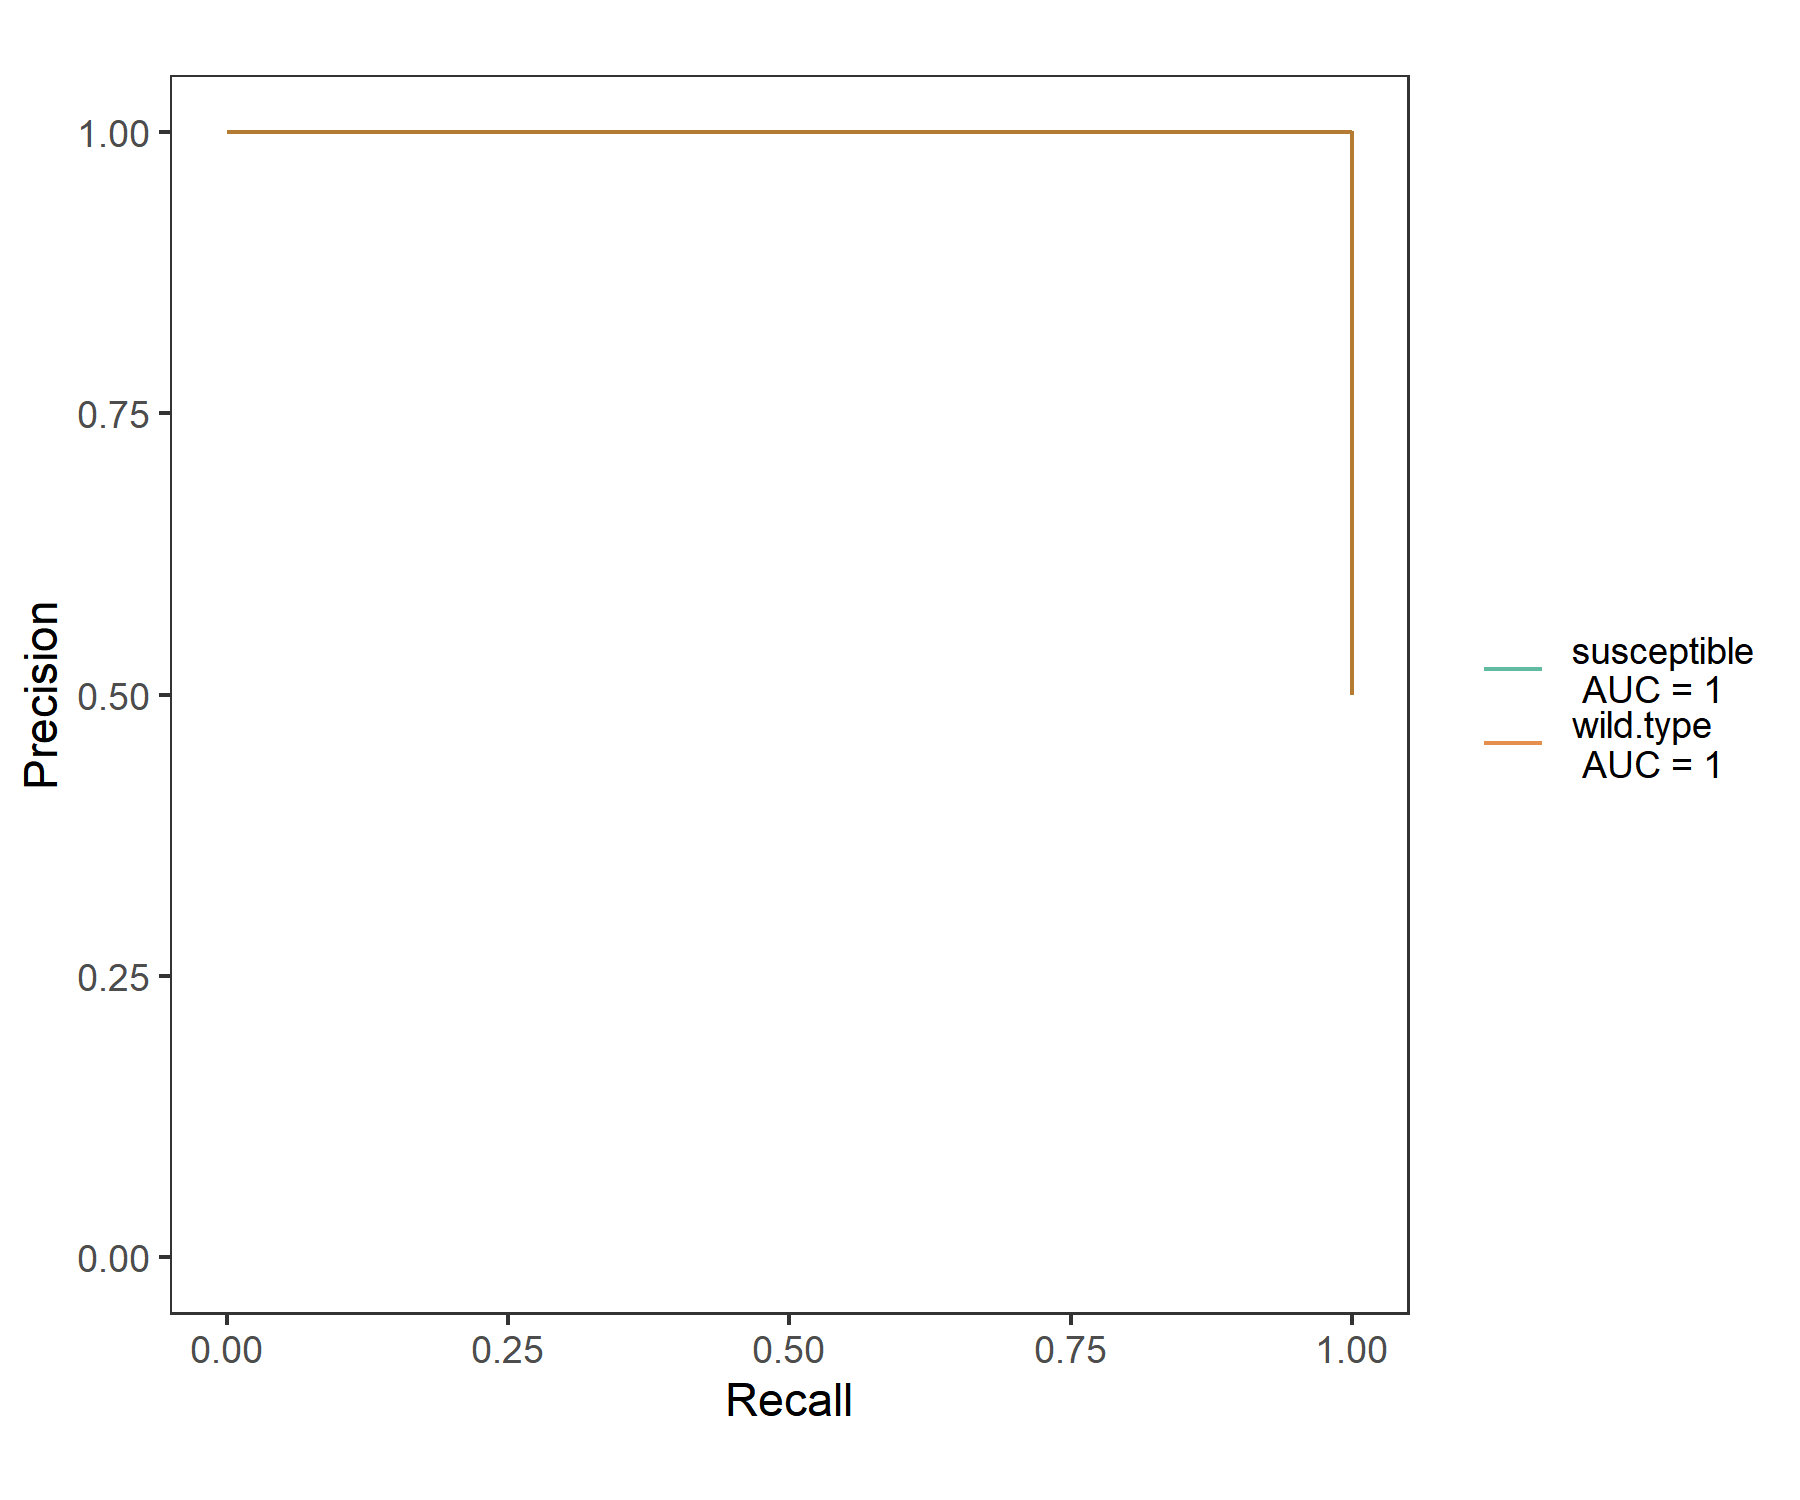 1.00
0.75
0.50
0.25
0.00
Precision
0.00 0.25 0.50 0.75 1.00
Recall
susceptible
AUC = 1
wild.type
AUC = 1